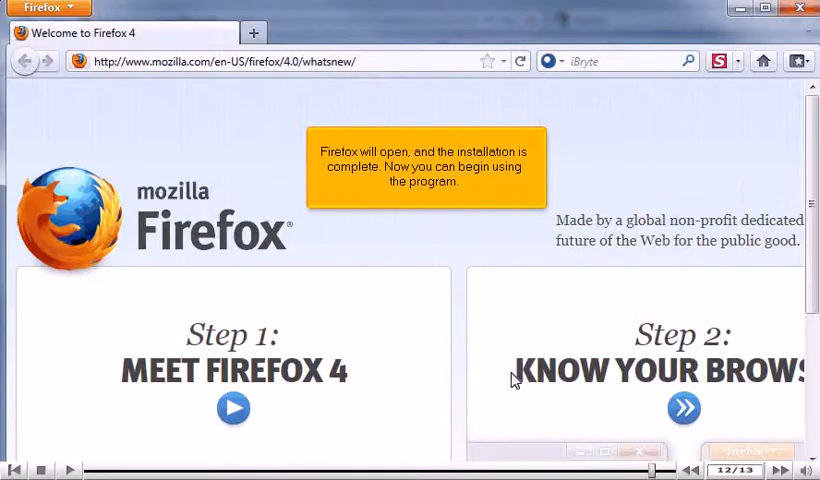 Firefox
Welcome to Firefox 4
http://www.mozilla.com/en-US/firefox/4.0/whatsnew/
iBryte
S
Firefox will open, and the installation is
complete. Now you can begin using
the program.
mozilla
Firefox®
Made by a global non-profit dedicated
future of the Web for the public good.
Step 1:
MEET FIREFOX 4
Step 2:
KNOW YOUR BROWS
Firefox
12/13